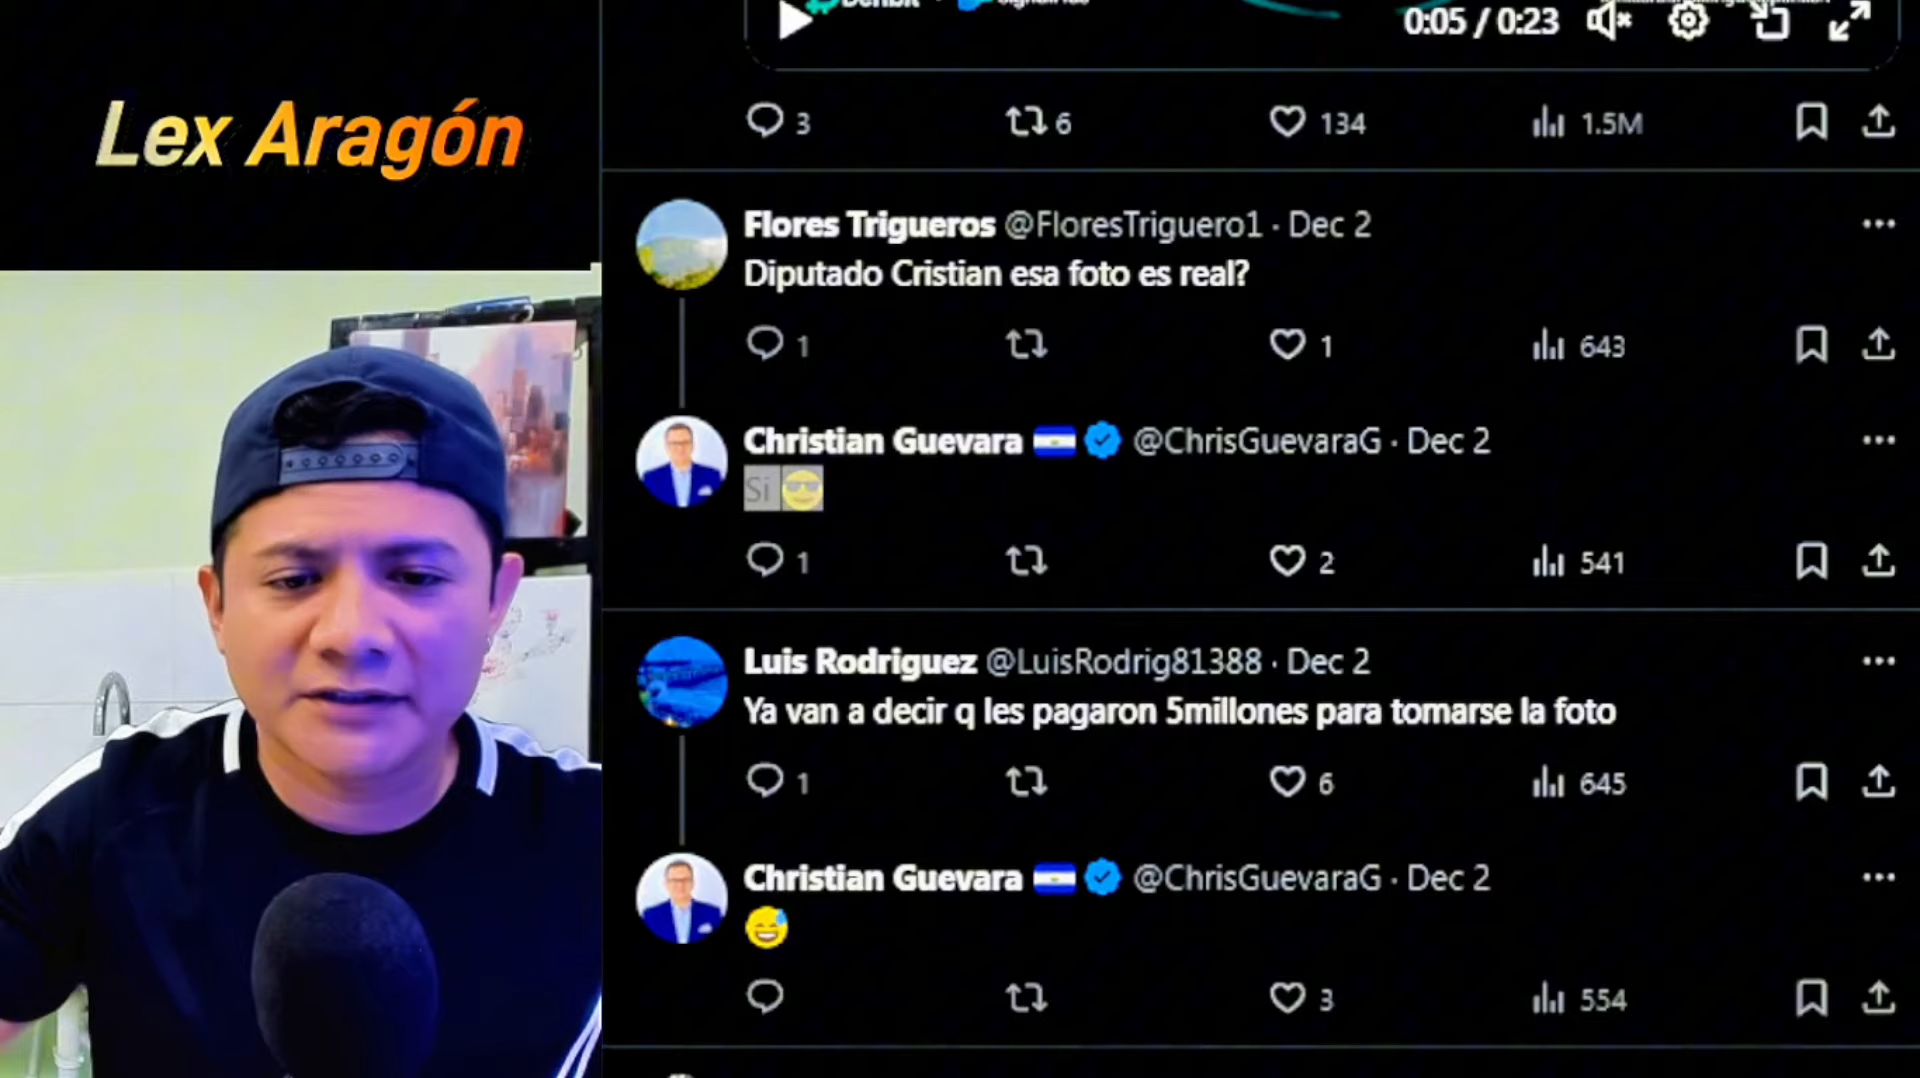 0:05 / 0:23
Lex Aragón
3 6 134 1.5M
Flores Trigueros @FloresTriguero1 · Dec 2
Diputado Cristian esa foto es real?
1 1 643
Christian Guevara @ChrisGuevaraG · Dec 2
Si 😎
1 2 541
Luis Rodriguez @LuisRodrig81388 · Dec 2
Ya van a decir q les pagaron 5millones para tomarse la foto
1 6 645
Christian Guevara @ChrisGuevaraG · Dec 2
😅
3 554